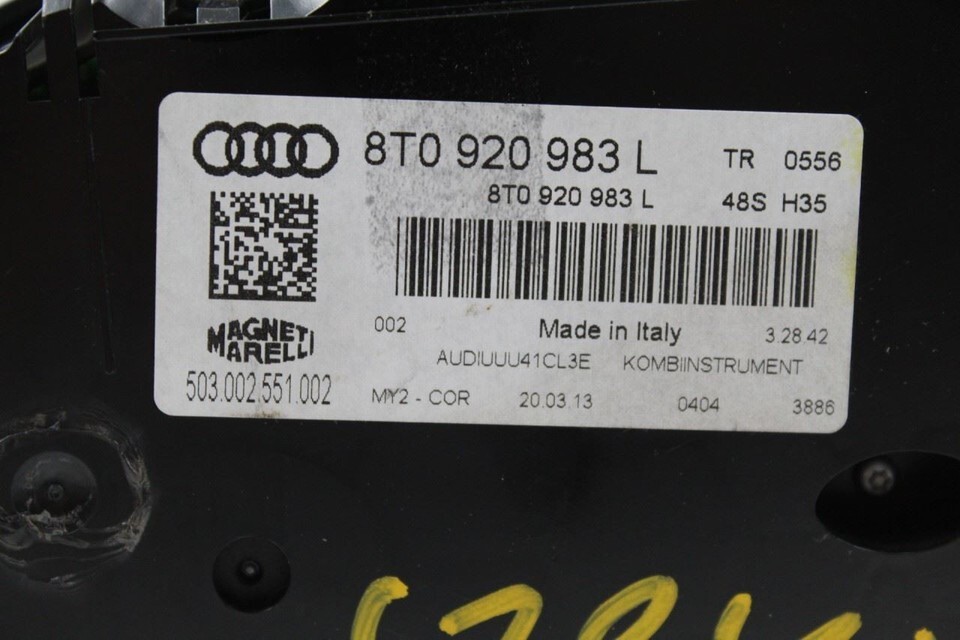 8T0 920 983 L TR 0556
8T0 920 983 L 48S H35
MAGNETI
MARELLI
503.002.551.002
002 Made in Italy 3.28.42
AUDIUUU41CL3E KOMBIINSTRUMENT
MY2 - COR 20.03.13 0404 3886